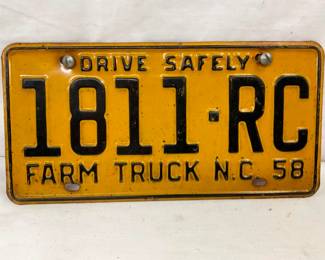 DRIVE SAFELY
1811·RC
FARM TRUCK N.C. 58